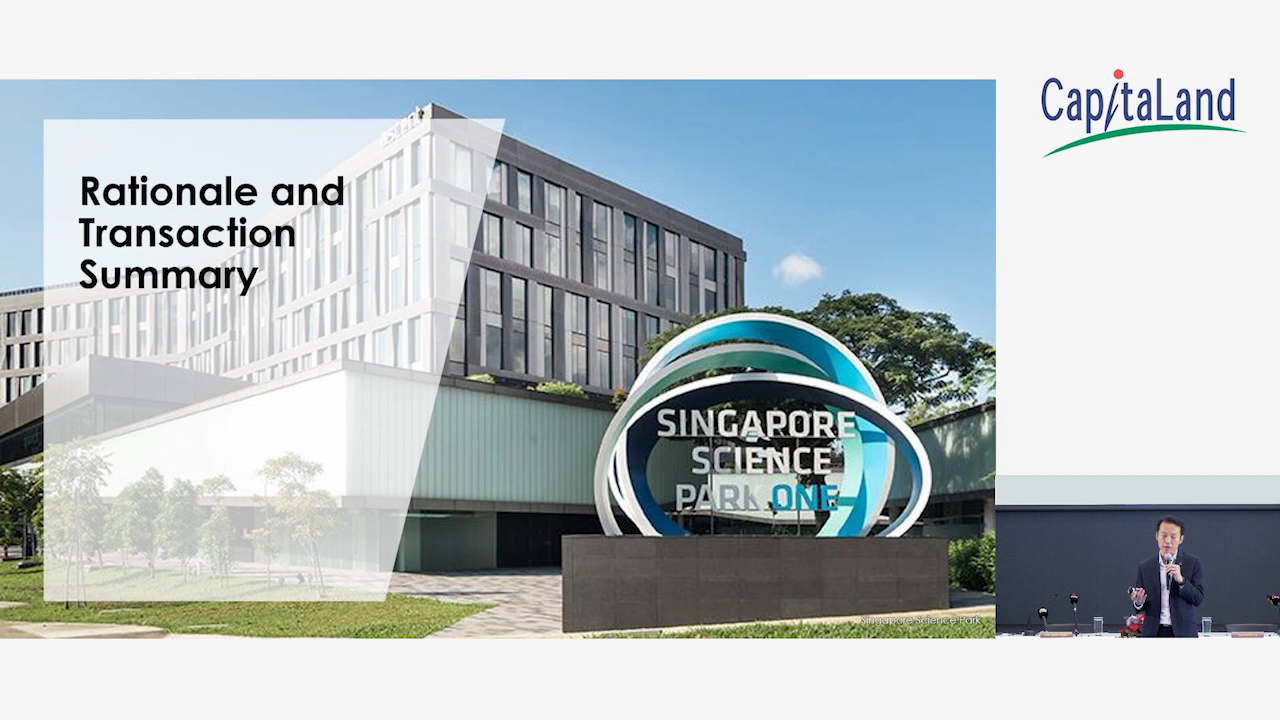 Rationale and
Transaction
Summary
CapitaLand
SINGAPORE
SCIENCE
PARK ONE
Singapore Science Park